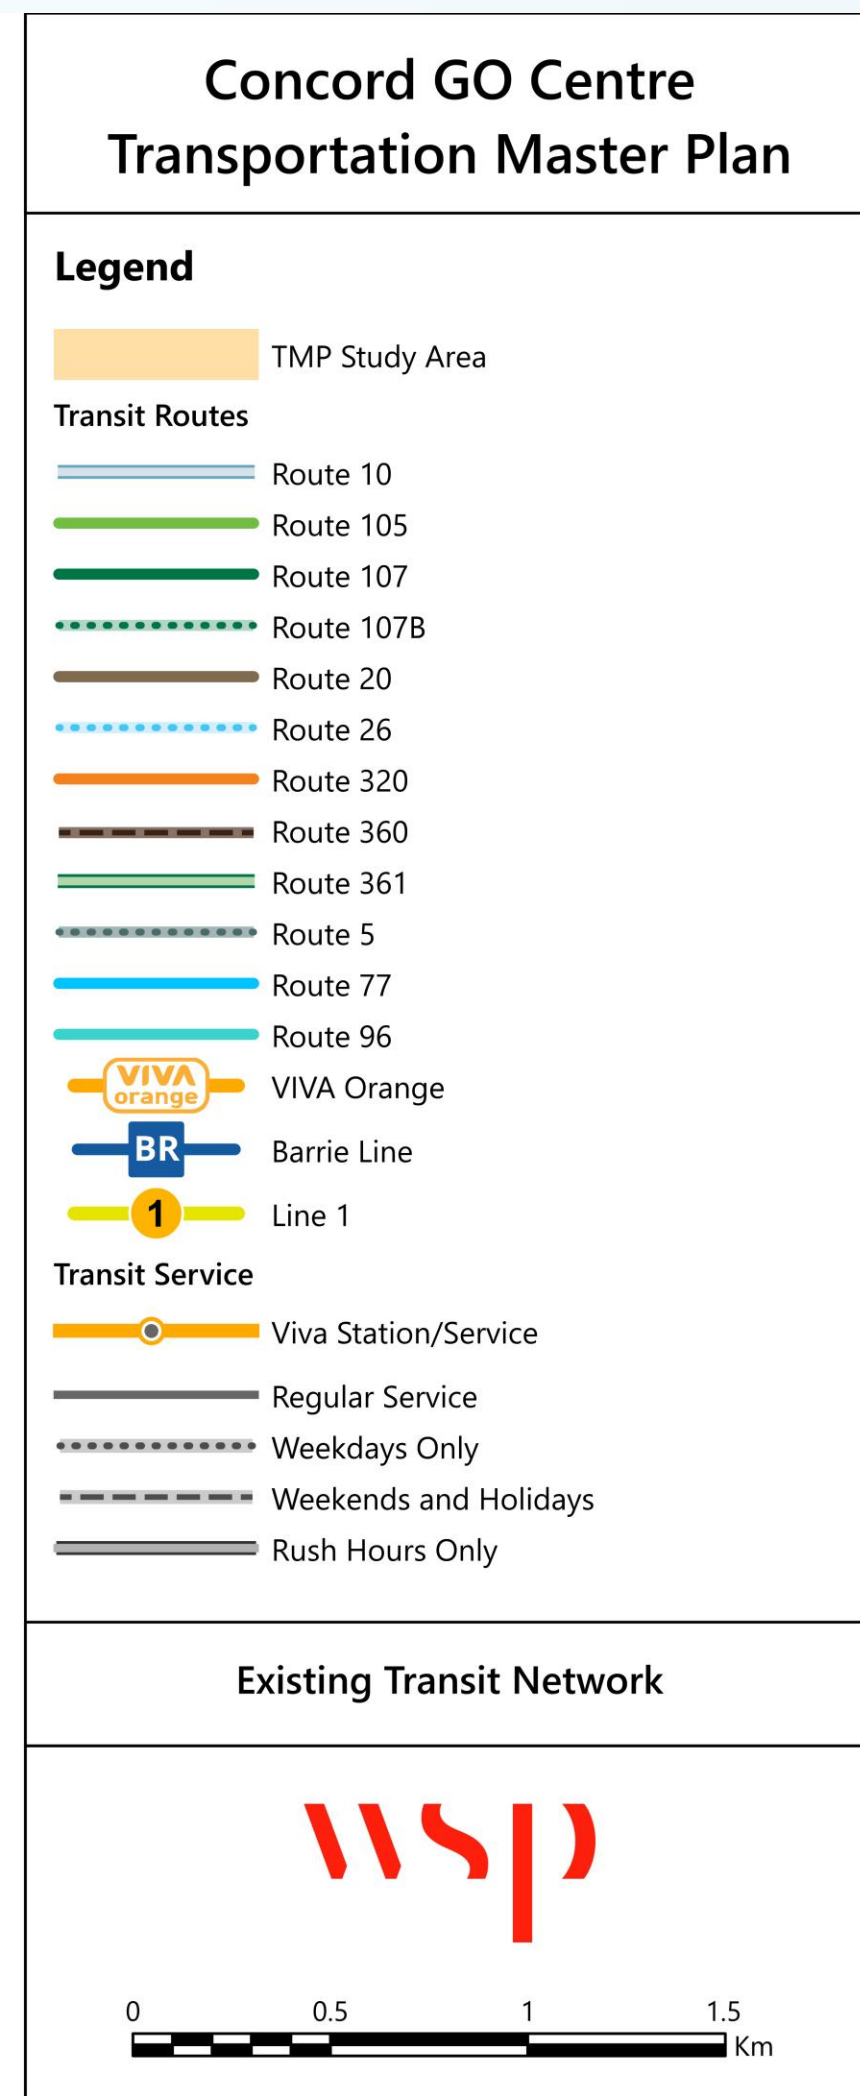 Concord GO Centre
Transportation Master Plan
Legend
TMP Study Area
Transit Routes
Route 10
Route 105
Route 107
Route 107B
Route 20
Route 26
Route 320
Route 360
Route 361
Route 5
Route 77
Route 96
VIVA
orange
VIVA Orange
BR
Barrie Line
1
Line 1
Transit Service
Viva Station/Service
Regular Service
Weekdays Only
Weekends and Holidays
Rush Hours Only
Existing Transit Network
wsp
0 0.5 1 1.5
Km